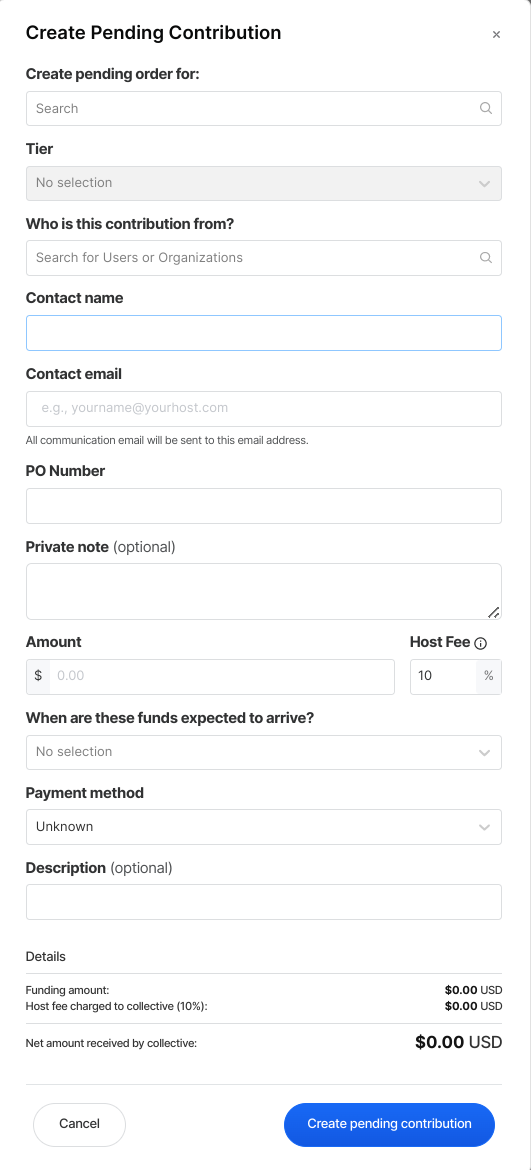 Create Pending Contribution ×
Create pending order for:
Search
Tier
No selection
Who is this contribution from?
Search for Users or Organizations
Contact name
Contact email
e.g., yourname@yourhost.com
All communication email will be sent to this email address.
PO Number
Private note (optional)
Amount Host Fee
$ 0.00 10 %
When are these funds expected to arrive?
No selection
Payment method
Unknown
Description (optional)
Details
Funding amount: $0.00 USD
Host fee charged to collective (10%): $0.00 USD
Net amount received by collective: $0.00 USD
Cancel Create pending contribution